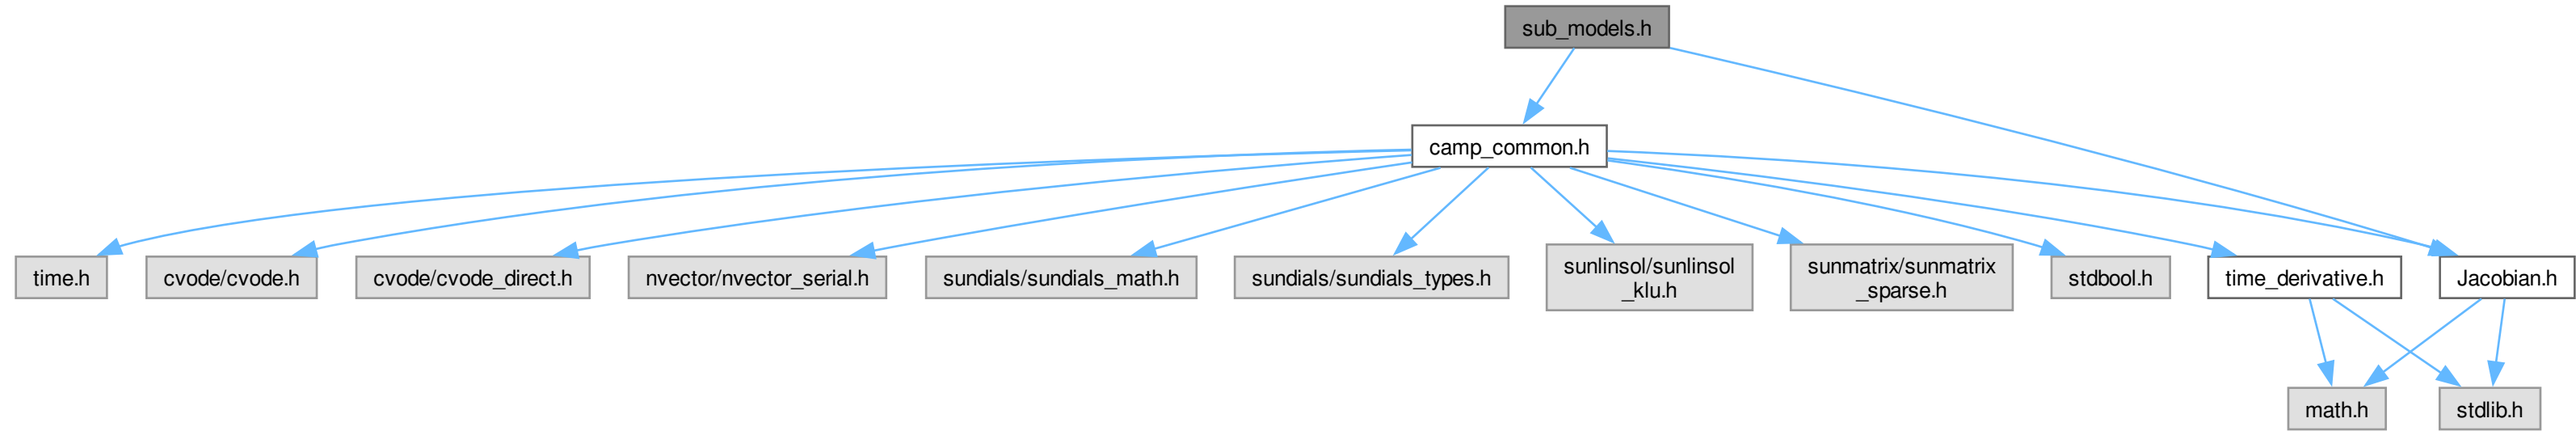 sub_models.h
camp_common.h
time.h
cvode/cvode.h
cvode/cvode_direct.h
nvector/nvector_serial.h
sundials/sundials_math.h
sundials/sundials_types.h
sunlinsol/sunlinsol
_klu.h
sunmatrix/sunmatrix
_sparse.h
stdbool.h
time_derivative.h
Jacobian.h
math.h
stdlib.h